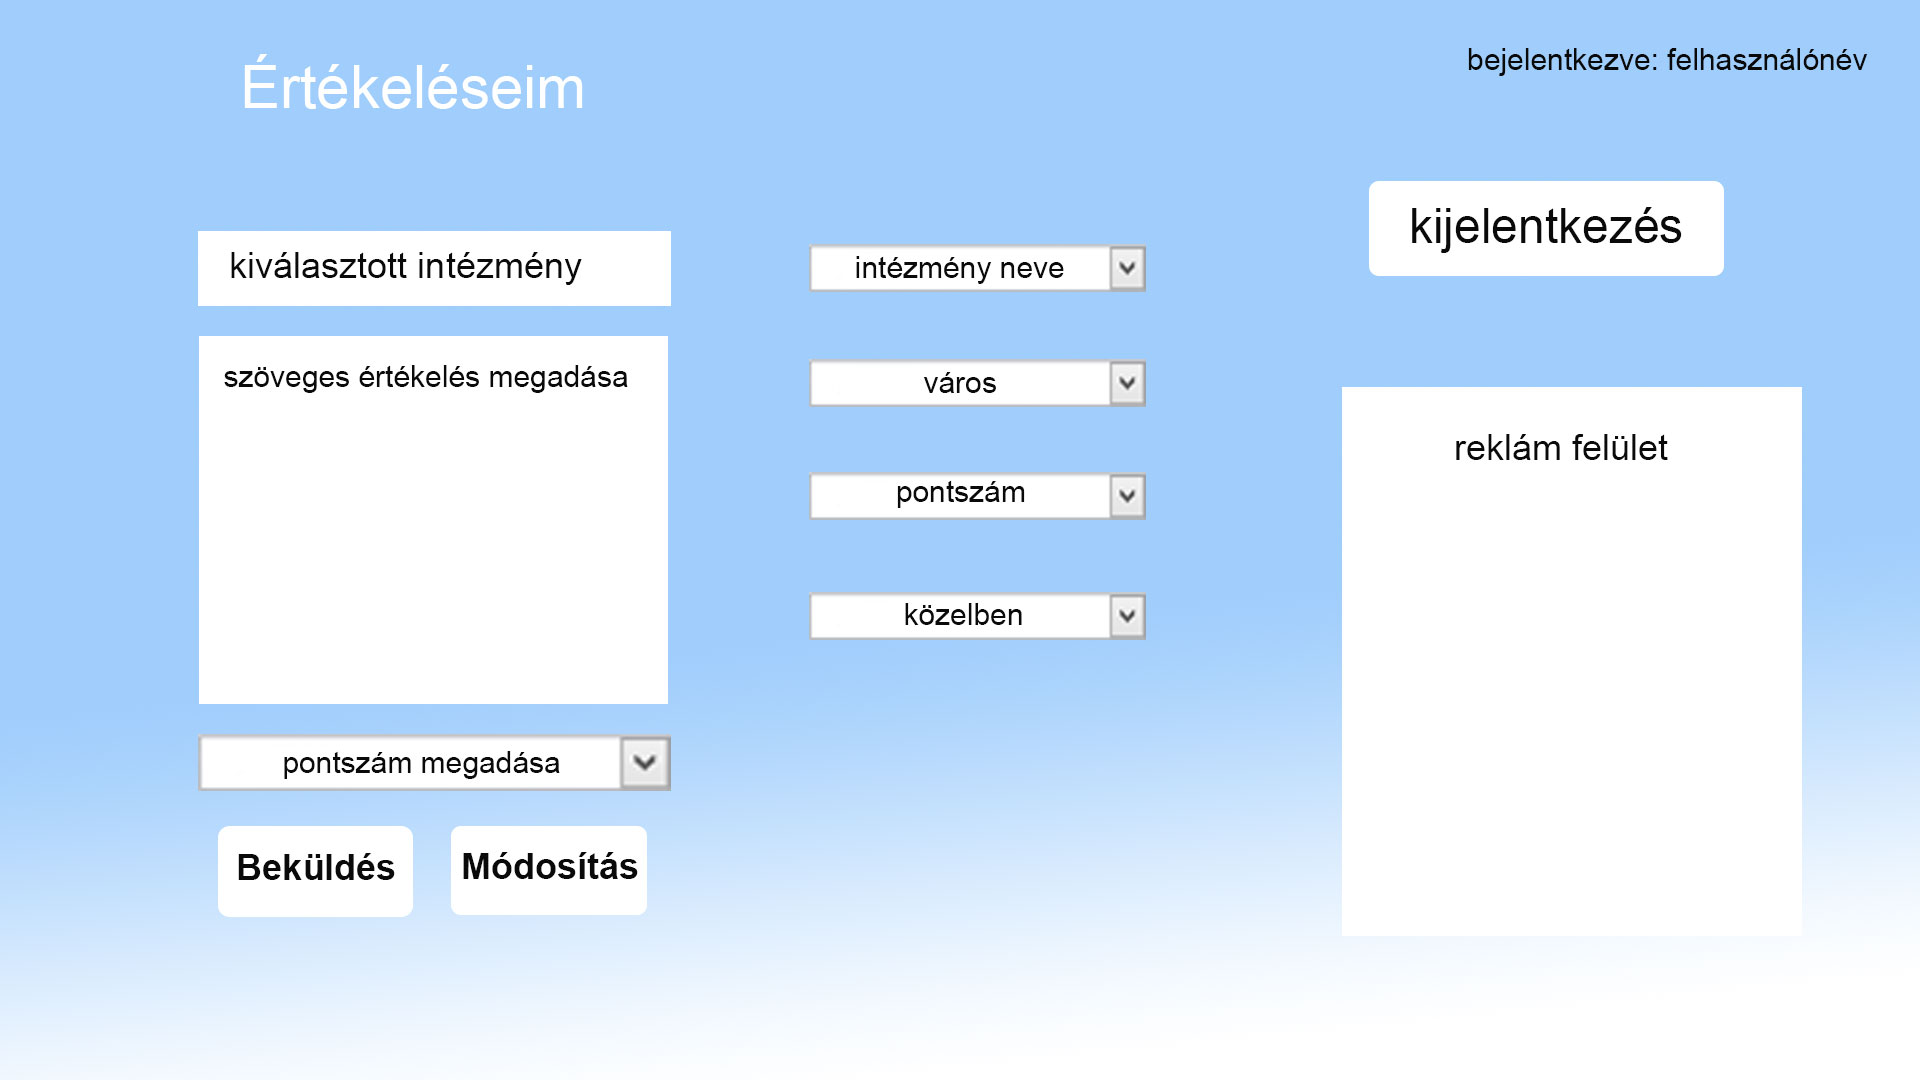 Értékeléseim
bejelentkezve: felhasználónév
kijelentkezés
kiválasztott intézmény
szöveges értékelés megadása
pontszám megadása
Beküldés
Módosítás
intézmény neve
város
pontszám
közelben
reklám felület